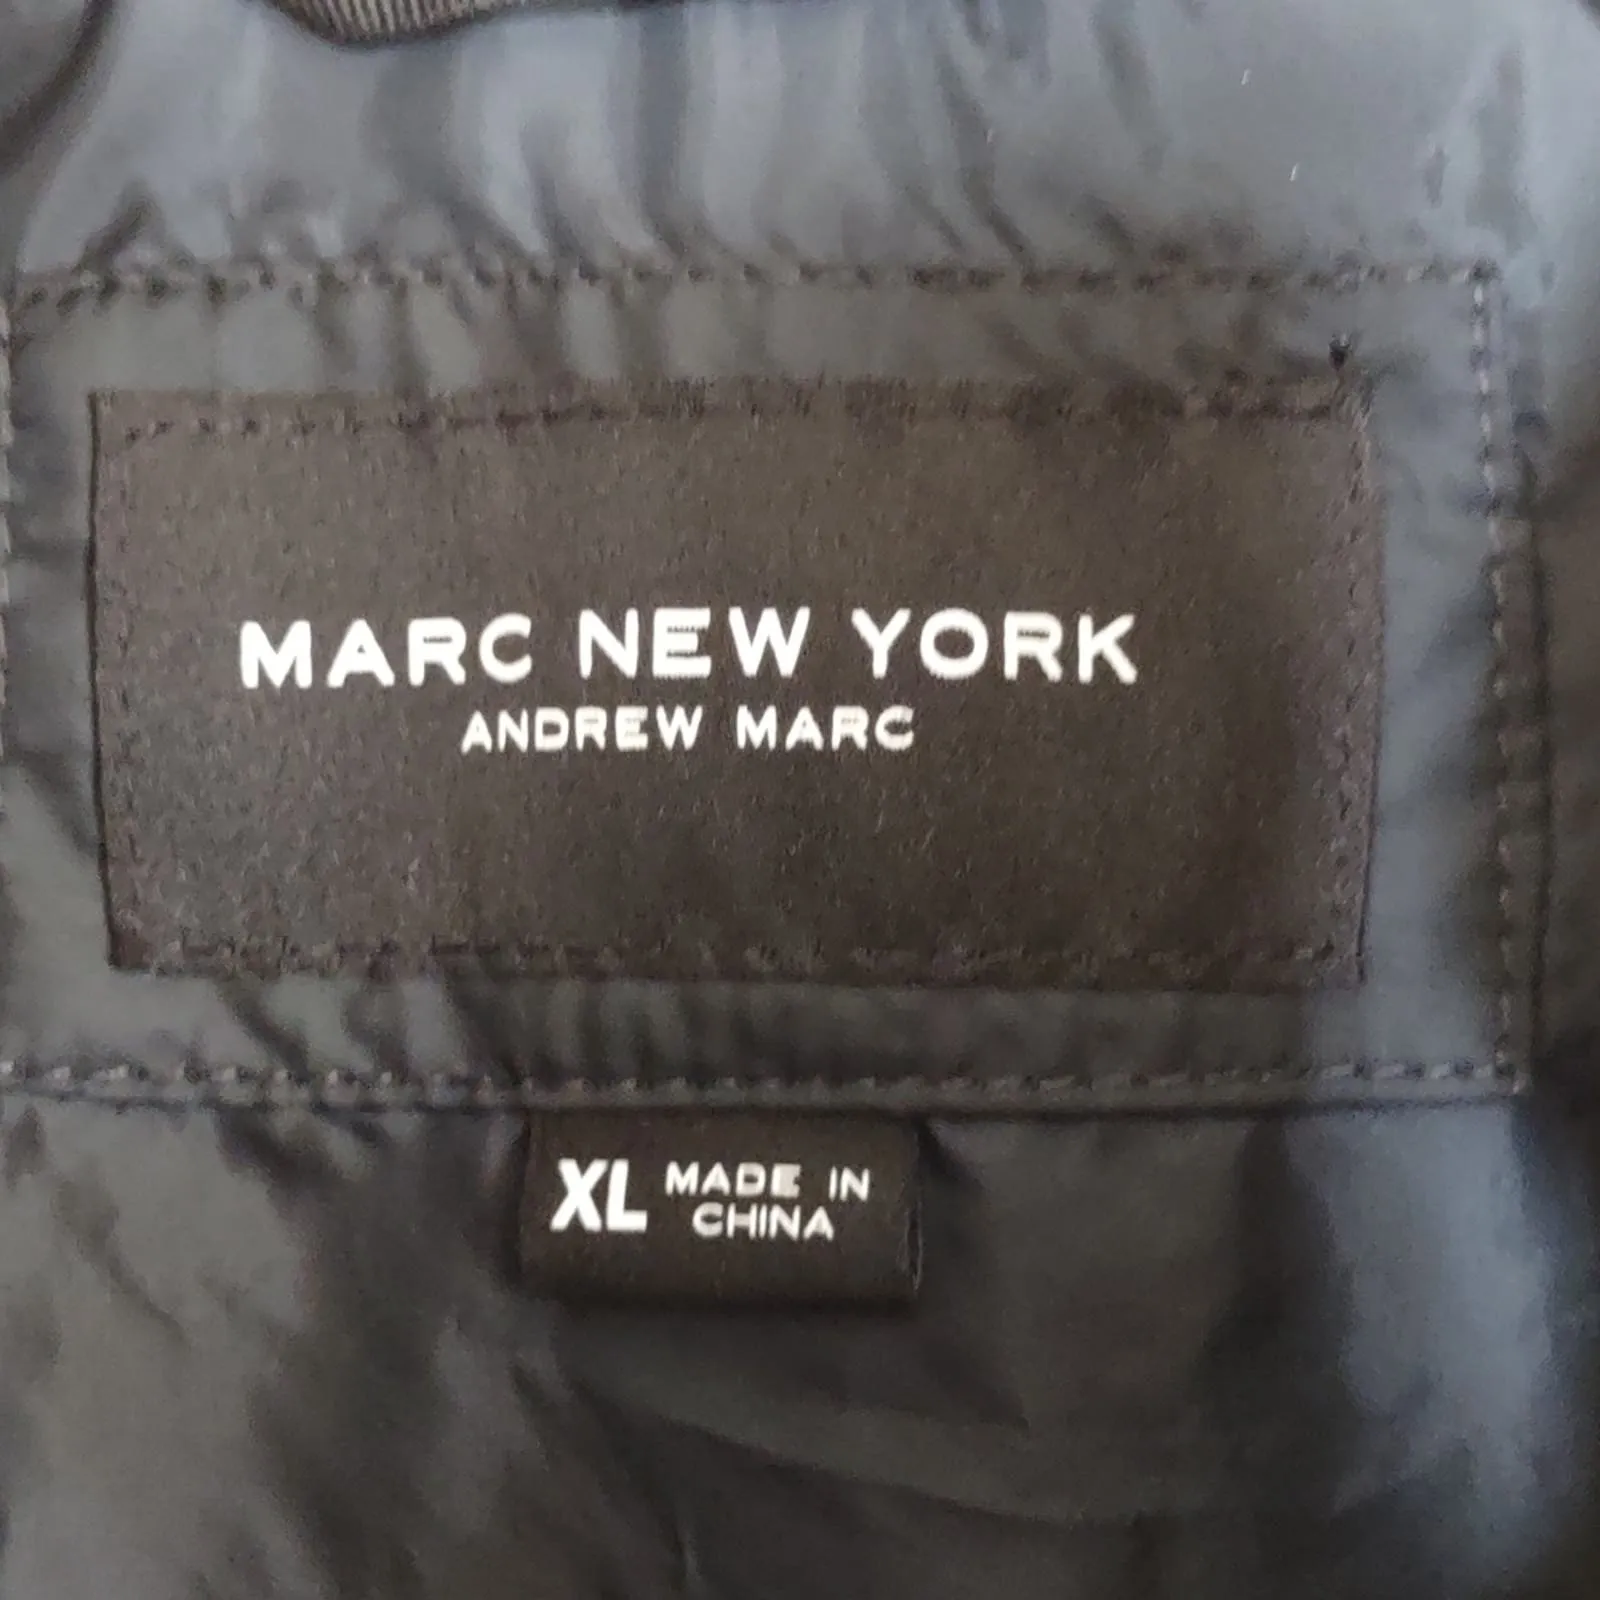 MARC NEW YORK
ANDREW MARC
XL MADE IN
CHINA